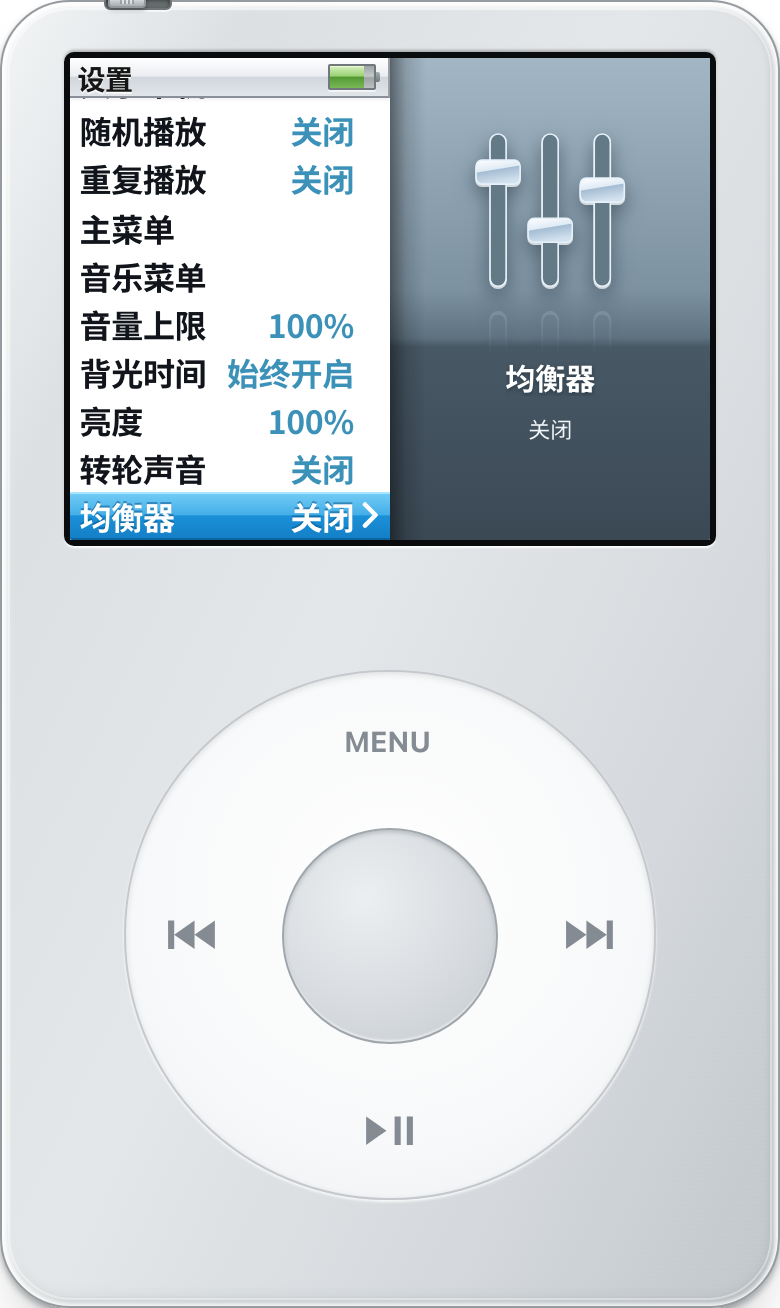 设置
随机播放 关闭
重复播放 关闭
主菜单
音乐菜单
音量上限 100%
背光时间 始终开启
亮度 100%
转轮声音 关闭
均衡器 关闭
均衡器
关闭
MENU